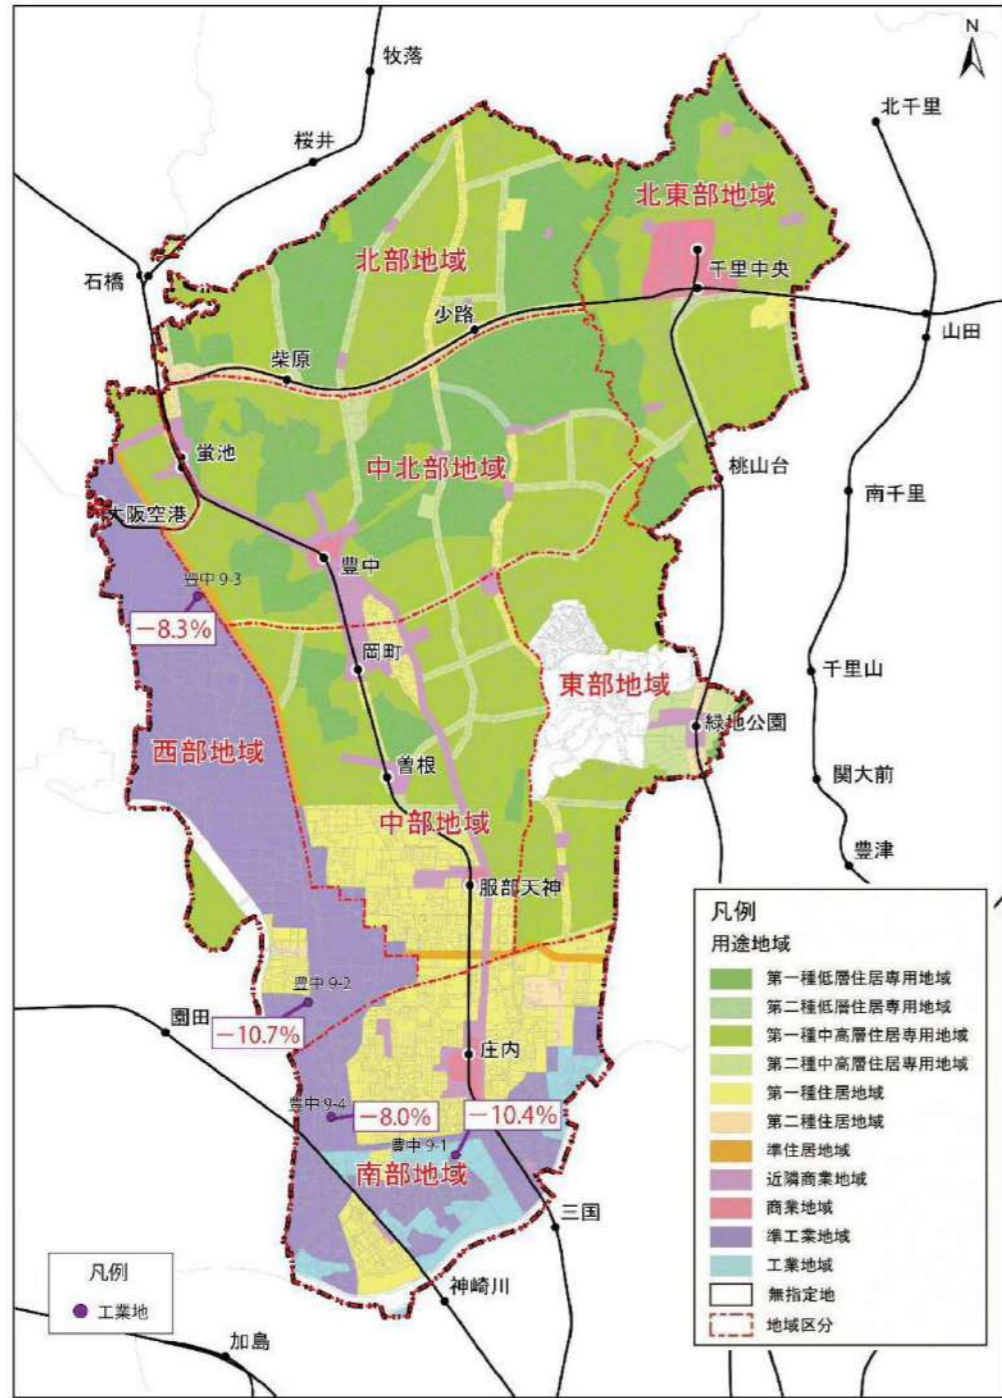 N
牧落
北千里
桜井
北東部地域
北部地域
千里中央
石橋
少路
山田
柴原
蛍池
中北部地域
桃山台
南千里
大阪空港
豊中
豊中9-3
－8.3%
岡町
千里山
東部地域
緑地公園
西部地域
曽根
関大前
中部地域
豊津
服部天神
豊中9-2
園田
－10.7%
庄内
豊中9-4
－8.0%
－10.4%
豊中9-1
南部地域
三国
神崎川
加島
凡例
工業地
凡例
用途地域
第一種低層住居専用地域
第二種低層住居専用地域
第一種中高層住居専用地域
第二種中高層住居専用地域
第一種住居地域
第二種住居地域
準住居地域
近隣商業地域
商業地域
準工業地域
工業地域
無指定地
地域区分